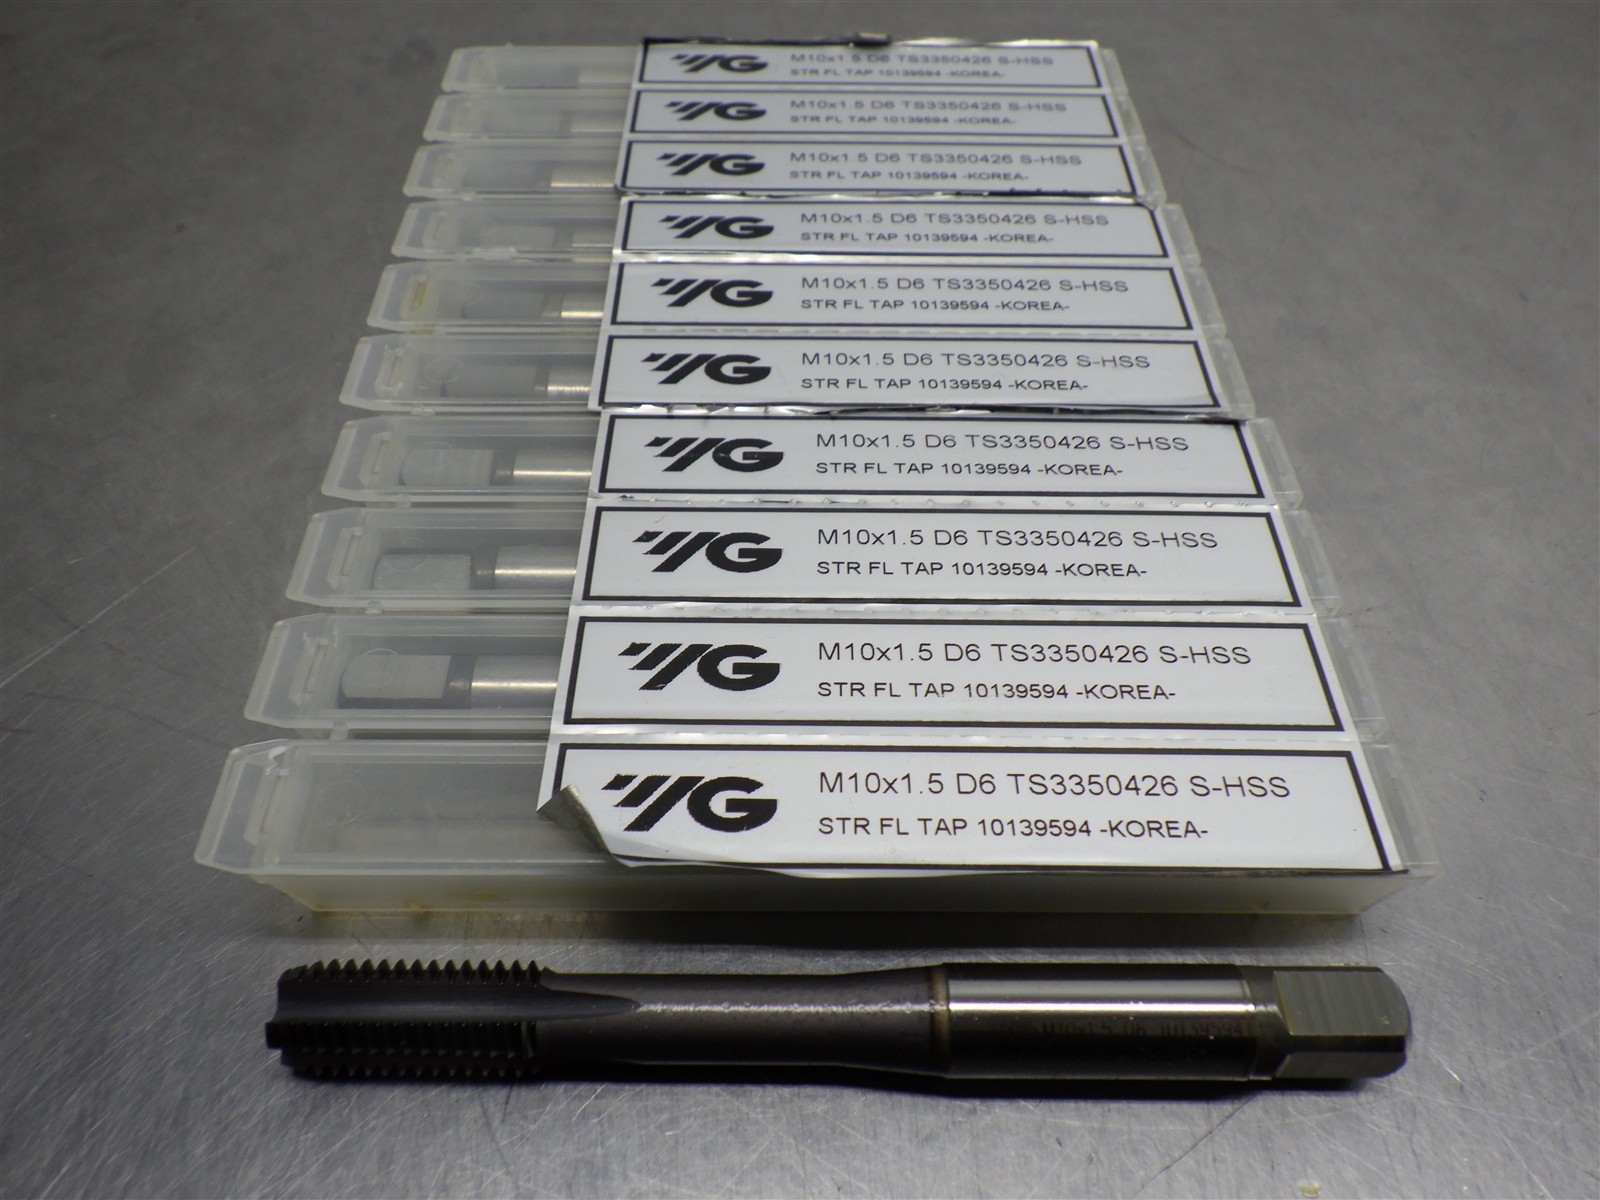 YG M10x1.5 D6 TS3350426 S-HSS
STR FL TAP 10139594 -KOREA-
YG M10x1.5 D6 TS3350426 S-HSS
STR FL TAP 10139594 -KOREA-
YG M10x1.5 D6 TS3350426 S-HSS
STR FL TAP 10139594 -KOREA-
YG M10x1.5 D6 TS3350426 S-HSS
STR FL TAP 10139594 -KOREA-
YG M10x1.5 D6 TS3350426 S-HSS
STR FL TAP 10139594 -KOREA-
YG M10x1.5 D6 TS3350426 S-HSS
STR FL TAP 10139594 -KOREA-
YG M10x1.5 D6 TS3350426 S-HSS
STR FL TAP 10139594 -KOREA-
YG M10x1.5 D6 TS3350426 S-HSS
STR FL TAP 10139594 -KOREA-
YG M10x1.5 D6 TS3350426 S-HSS
STR FL TAP 10139594 -KOREA-
YG M10x1.5 D6 TS3350426 S-HSS
STR FL TAP 10139594 -KOREA-
M10x1.5 D6 10139594